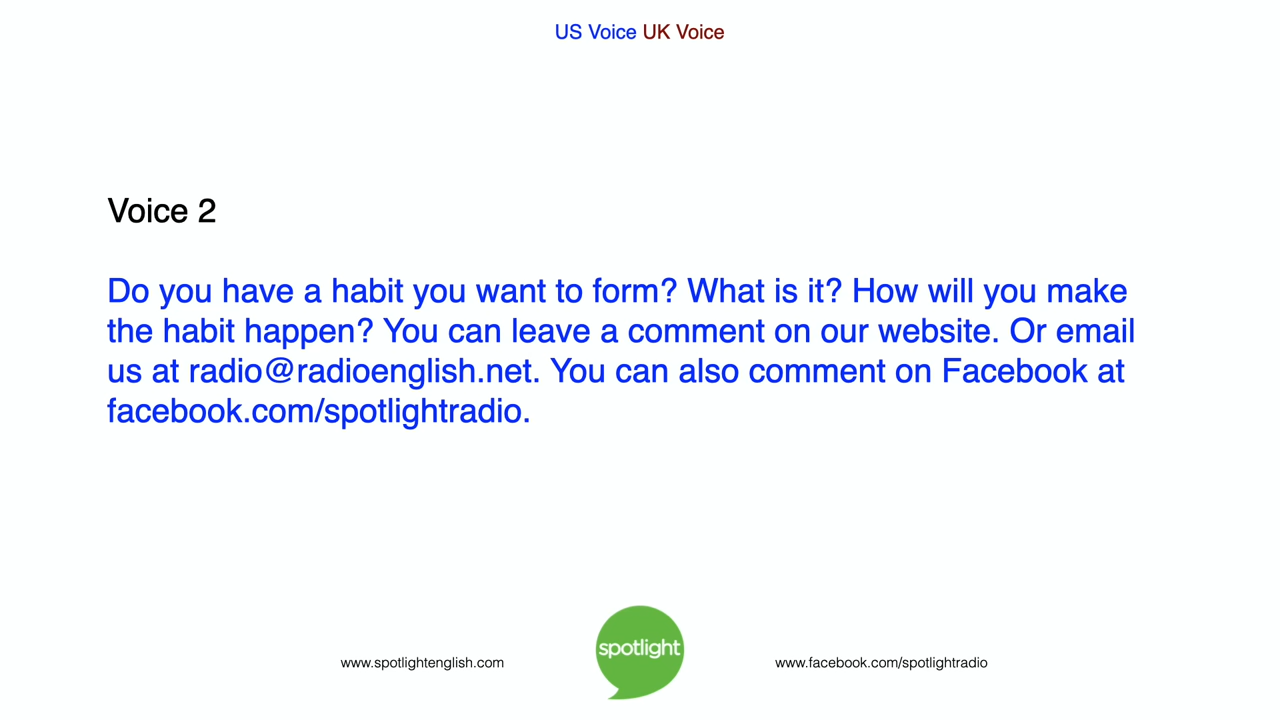 US Voice UK Voice
Voice 2
Do you have a habit you want to form? What is it? How will you make
the habit happen? You can leave a comment on our website. Or email
us at radio@radioenglish.net. You can also comment on Facebook at
facebook.com/spotlightradio.
www.spotlightenglish.com
spotlight
www.facebook.com/spotlightradio